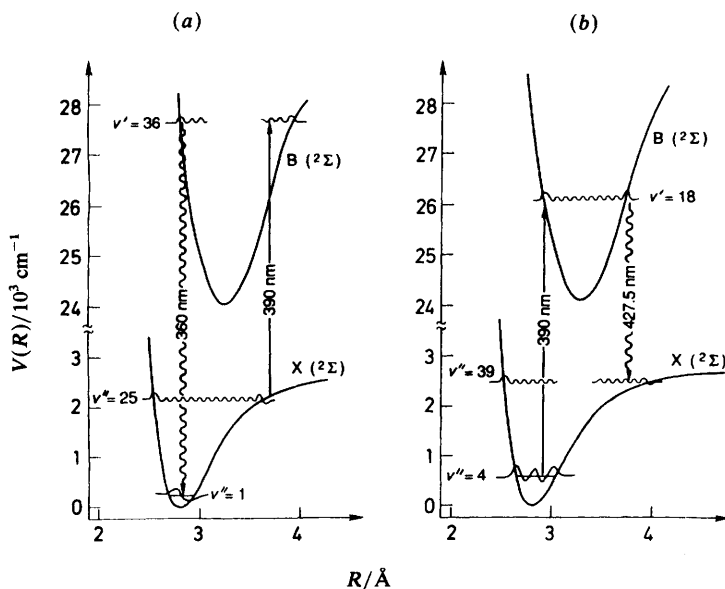 (a)
(b)
V(R)/10³ cm⁻¹
28
27
26
25
24
3
2
1
0
v′ = 36
B (²Σ)
360 nm
390 nm
X (²Σ)
v″ = 25
v″ = 1
2
3
4
28
27
26
25
24
3
2
1
0
B (²Σ)
v′ = 18
390 nm
427.5 nm
X (²Σ)
v″ = 39
v″ = 4
2
3
4
R/Å